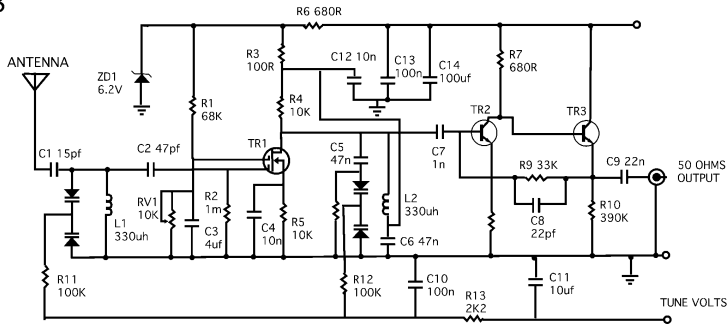 R6 680R
ANTENNA
ZD1
6.2V
R3
100R
C12 10n
C13
100n
C14
100uf
R7
680R
R1
68K
R4
10K
TR1
TR2
TR3
C1 15pf
C2 47pf
C5
47n
C7
1n
R9 33K
C9 22n
50 OHMS
OUTPUT
L1
330uh
RV1
10K
C3
4uf
R2
1m
C4
10n
R5
10K
L2
330uh
C6 47n
C8
22pf
R10
390K
R11
100K
R12
100K
C10
100n
R13
2K2
C11
10uf
TUNE VOLTS